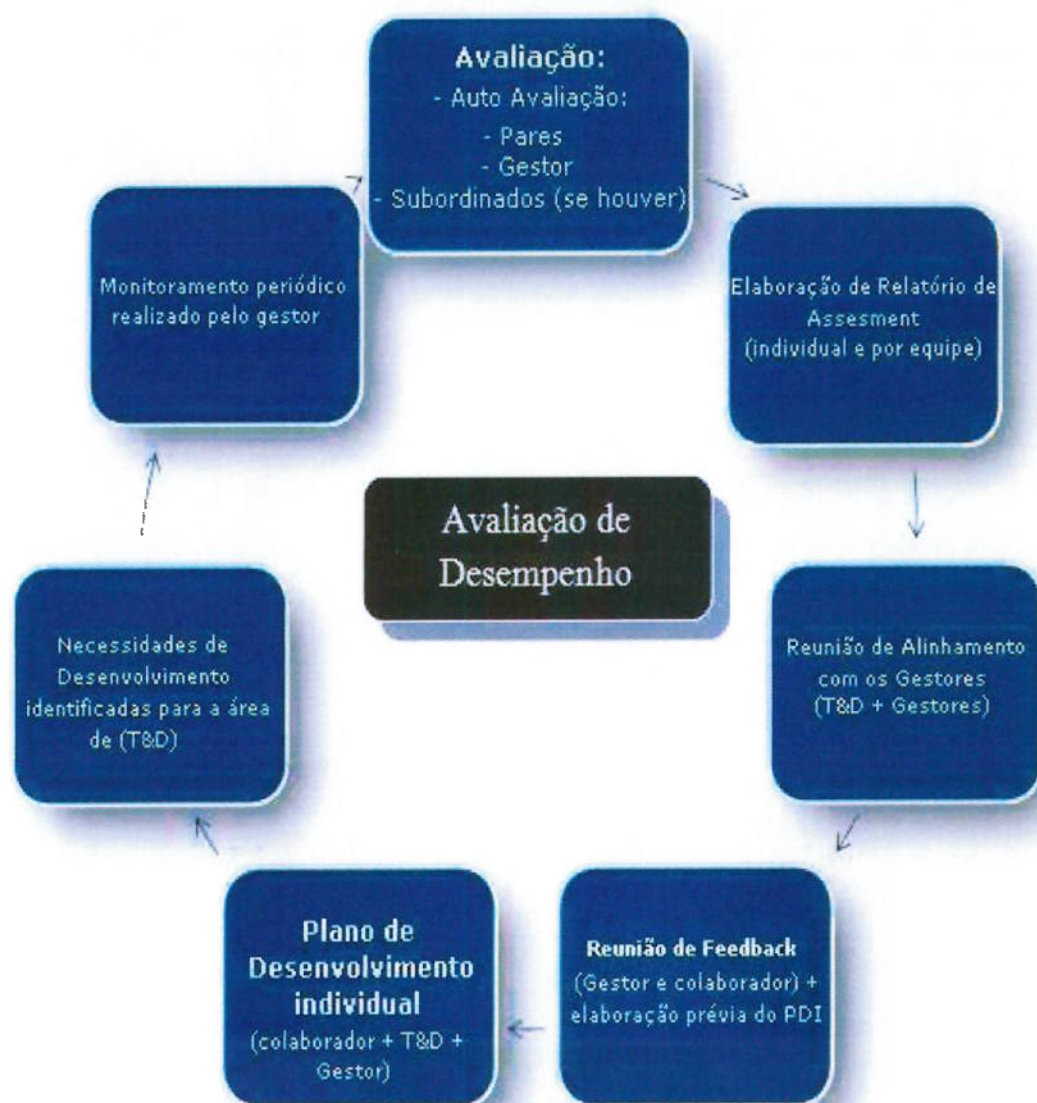 Avaliação:
- Auto Avaliação:
- Pares
- Gestor
- Subordinados (se houver)
Elaboração de Relatório de
Assesment
(individual e por equipe)
Reunião de Alinhamento
com os Gestores
(T&D + Gestores)
Reunião de Feedback
(Gestor e colaborador) +
elaboração prévia do PDI
Plano de
Desenvolvimento
individual
(colaborador + T&D +
Gestor)
Necessidades de
Desenvolvimento
identificadas para a área
de (T&D)
Monitoramento periódico
realizado pelo gestor
Avaliação de
Desempenho